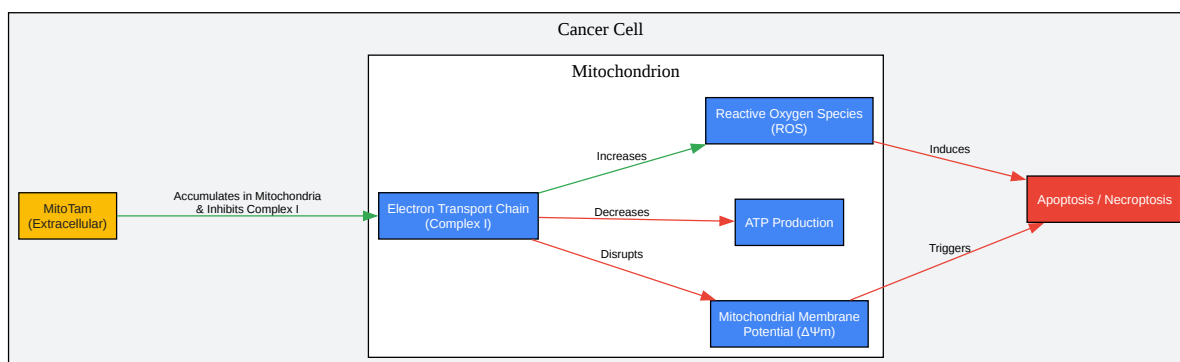 Cancer Cell
Mitochondrion
MitoTam
(Extracellular)
Accumulates in Mitochondria
& Inhibits Complex I
Electron Transport Chain
(Complex I)
Increases
Decreases
Disrupts
Reactive Oxygen Species
(ROS)
ATP Production
Mitochondrial Membrane
Potential (ΔΨm)
Induces
Triggers
Apoptosis / Necroptosis